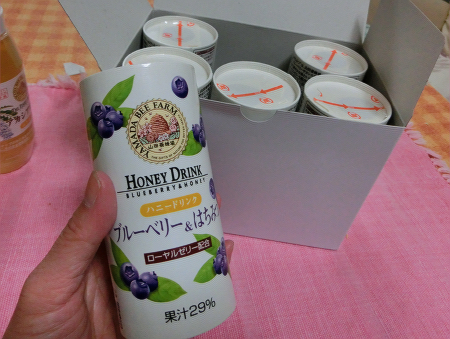 YAMADA BEE FARM
山田養蜂場
HONEY DRINK
BLUEBERRY & HONEY
ハニードリンク
ブルーベリー&はちみ
ローヤルゼリー配合
果汁29%